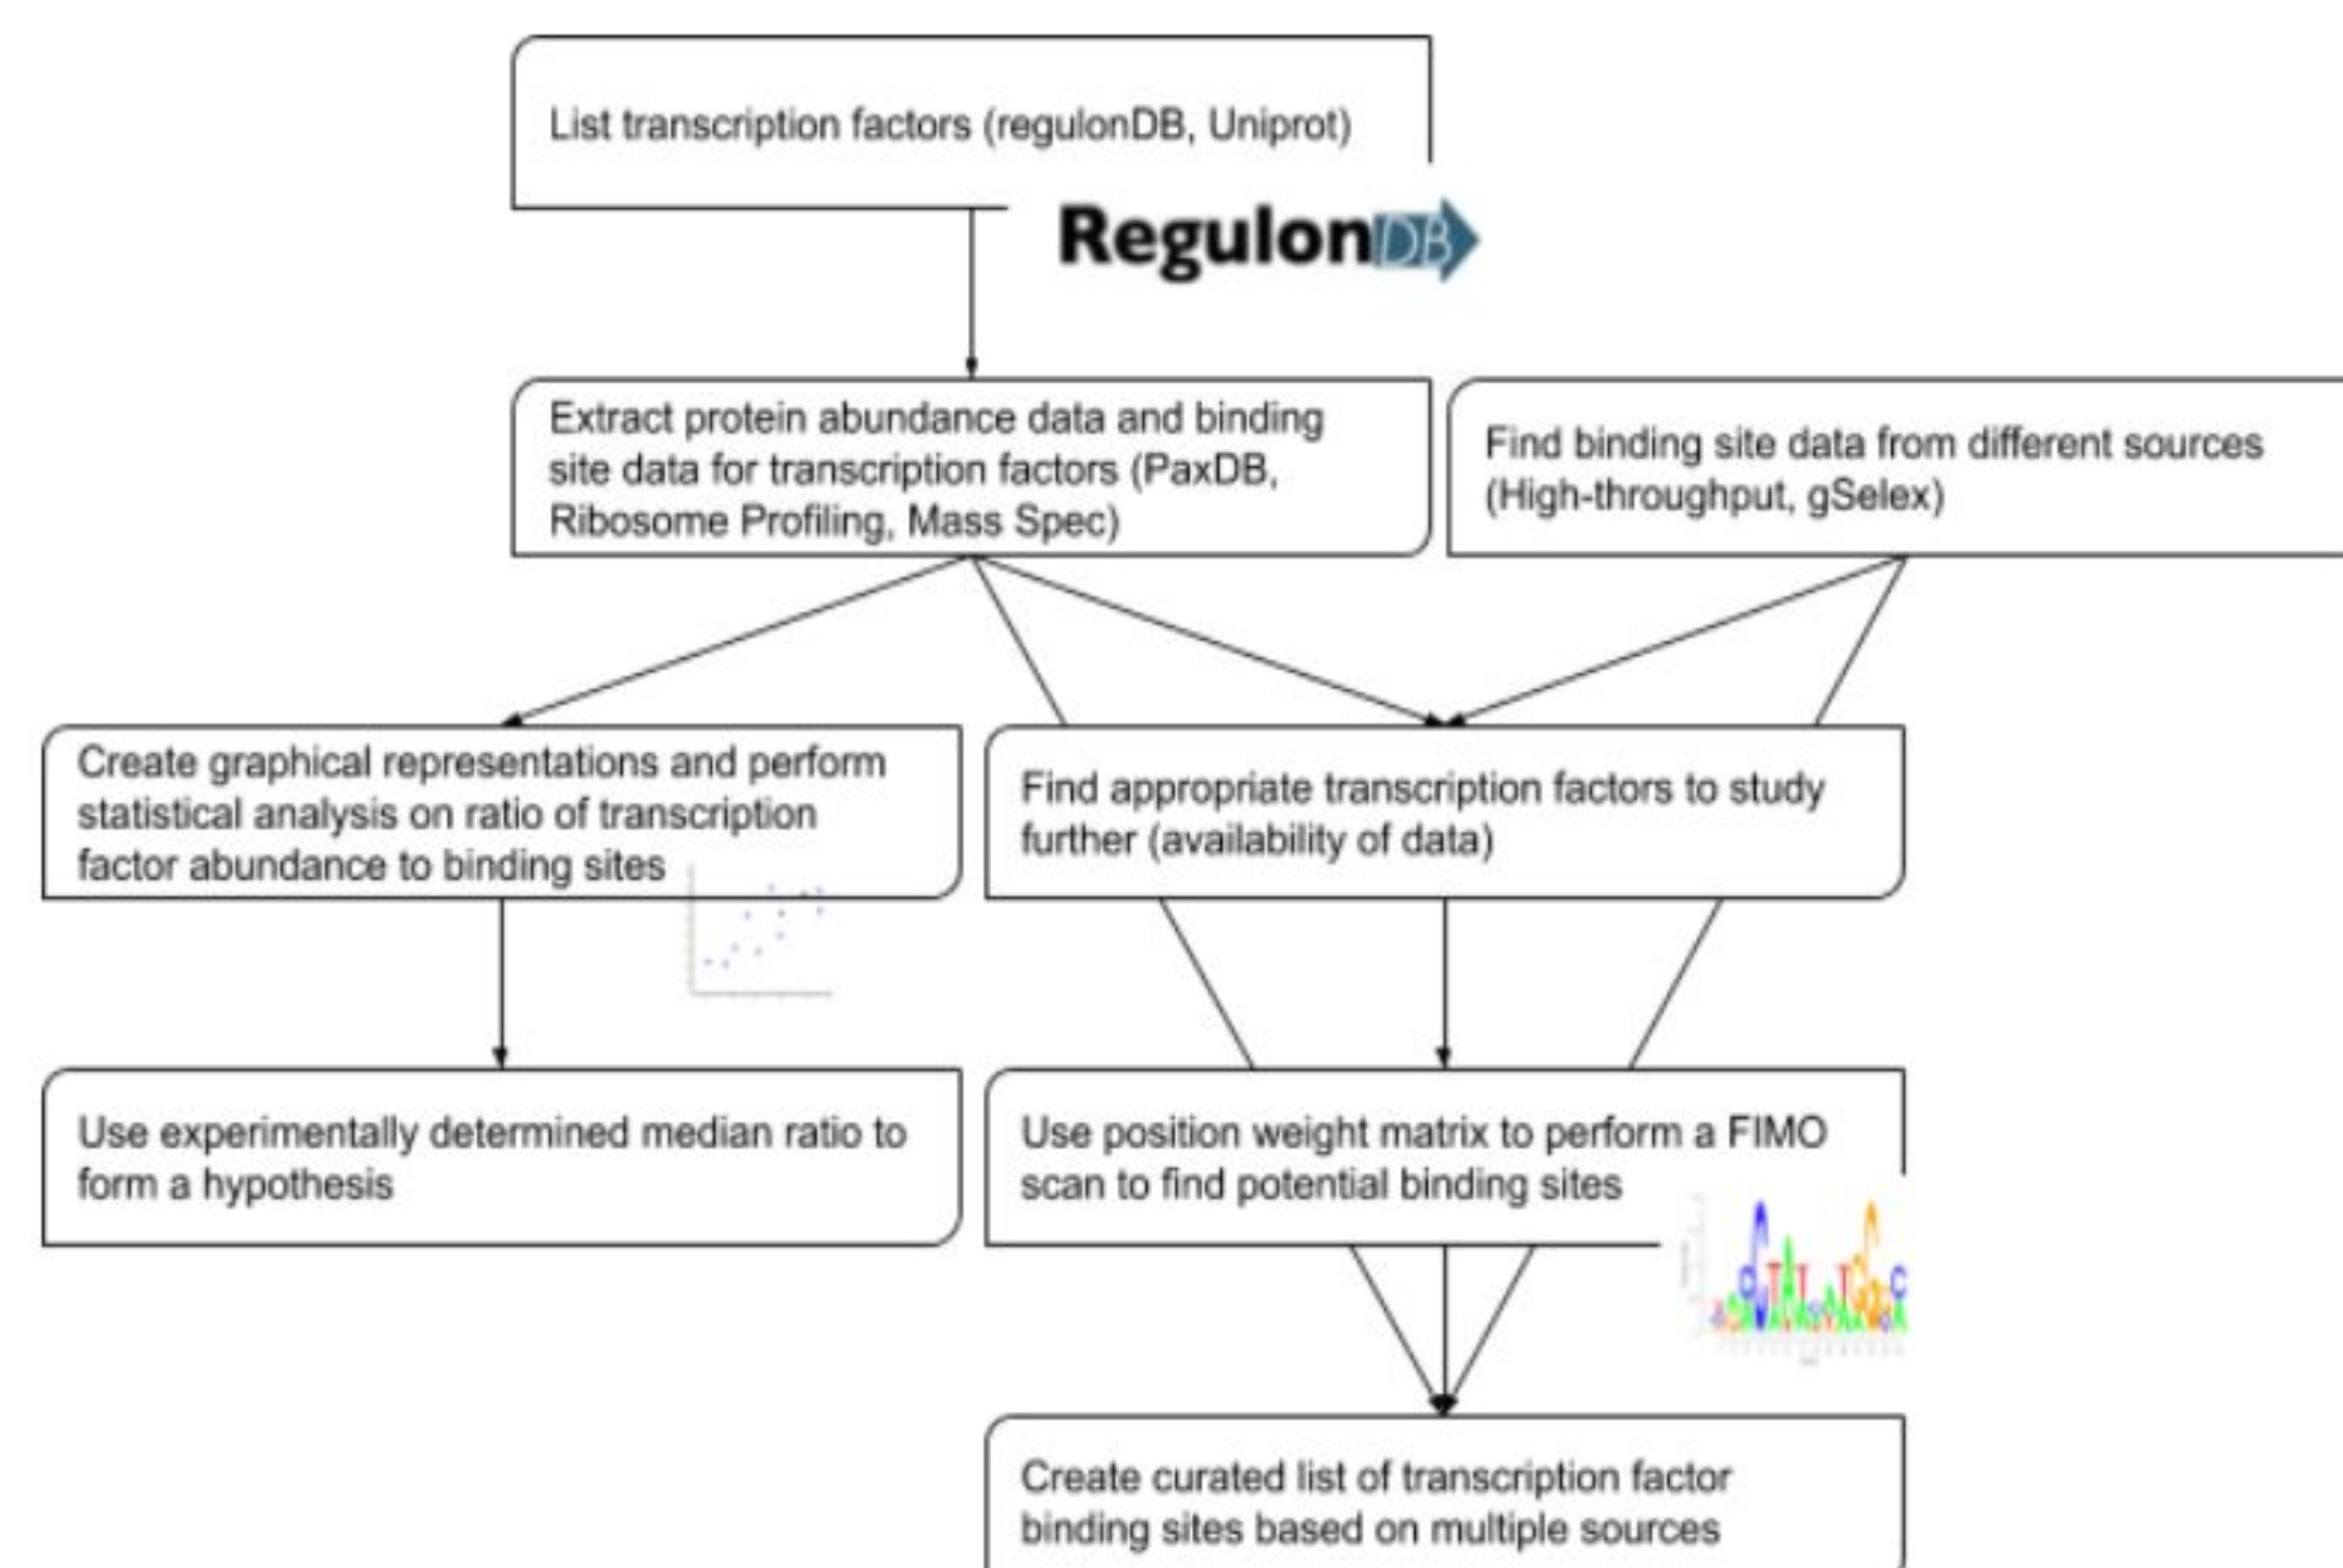 List transcription factors (regulonDB, Uniprot)
RegulonDB
Extract protein abundance data and binding
site data for transcription factors (PaxDB,
Ribosome Profiling, Mass Spec)
Find binding site data from different sources
(High-throughput, gSelex)
Create graphical representations and perform
statistical analysis on ratio of transcription
factor abundance to binding sites
Find appropriate transcription factors to study
further (availability of data)
Use experimentally determined median ratio to
form a hypothesis
Use position weight matrix to perform a FIMO
scan to find potential binding sites
Create curated list of transcription factor
binding sites based on multiple sources